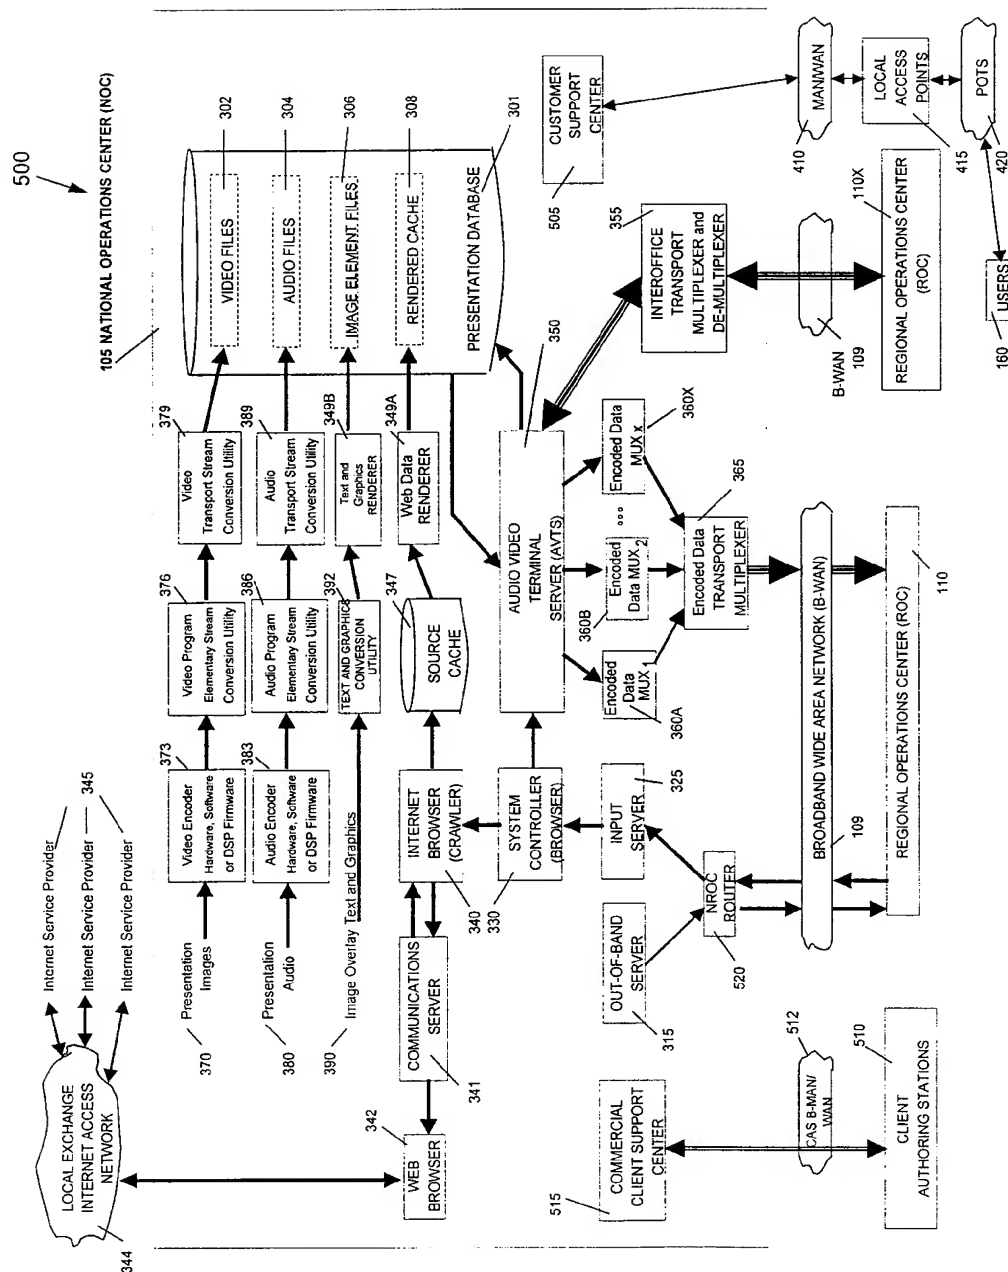 500
105 NATIONAL OPERATIONS CENTER (NOC)
LOCAL EXCHANGE
INTERNET ACCESS
NETWORK
344
Internet Service Provider
Internet Service Provider
Internet Service Provider
345
370
Presentation
Images
373
Video Encoder
Hardware, Software
or DSP Firmware
376
Video Program
Elementary Stream
Conversion Utility
379
Video
Transport Stream
Conversion Utility
VIDEO FILES
302
380
Presentation
Audio
383
Audio Encoder
Hardware, Software
or DSP Firmware
386
Audio Program
Elementary Stream
Conversion Utility
389
Audio
Transport Stream
Conversion Utility
AUDIO FILES
304
390
Image Overlay Text and Graphics
392
TEXT AND GRAPHICS
CONVERSION
UTILITY
349B
Text and
Graphics
RENDERER
IMAGE ELEMENT FILES
306
342
WEB
BROWSER
COMMUNICATIONS
SERVER
341
INTERNET
BROWSER
(CRAWLER)
340
347
SOURCE
CACHE
349A
Web Data
RENDERER
RENDERED CACHE
308
PRESENTATION DATABASE
301
SYSTEM
CONTROLLER
(BROWSER)
330
AUDIO VIDEO
TERMINAL
SERVER (AVTS)
350
COMMERCIAL
CLIENT SUPPORT
CENTER
515
OUT-OF-BAND
SERVER
315
INPUT
SERVER
325
Encoded
Data
MUX 1
360A
Encoded
Data MUX 2
360B
...
Encoded Data
MUX x
360X
INTEROFFICE
TRANSPORT
MULTIPLEXER and
DE-MULTIPLEXER
355
CUSTOMER
SUPPORT
CENTER
505
NROC
ROUTER
520
Encoded Data
TRANSPORT
MULTIPLEXER
365
CAS B-MAN/
WAN
512
BROADBAND WIDE AREA NETWORK (B-WAN)
109
B-WAN
109
MAN/WAN
410
CLIENT
AUTHORING STATIONS
510
REGIONAL OPERATIONS CENTER (ROC)
110
REGIONAL OPERATIONS CENTER
(ROC)
110X
LOCAL
ACCESS
POINTS
415
POTS
420
USERS
160